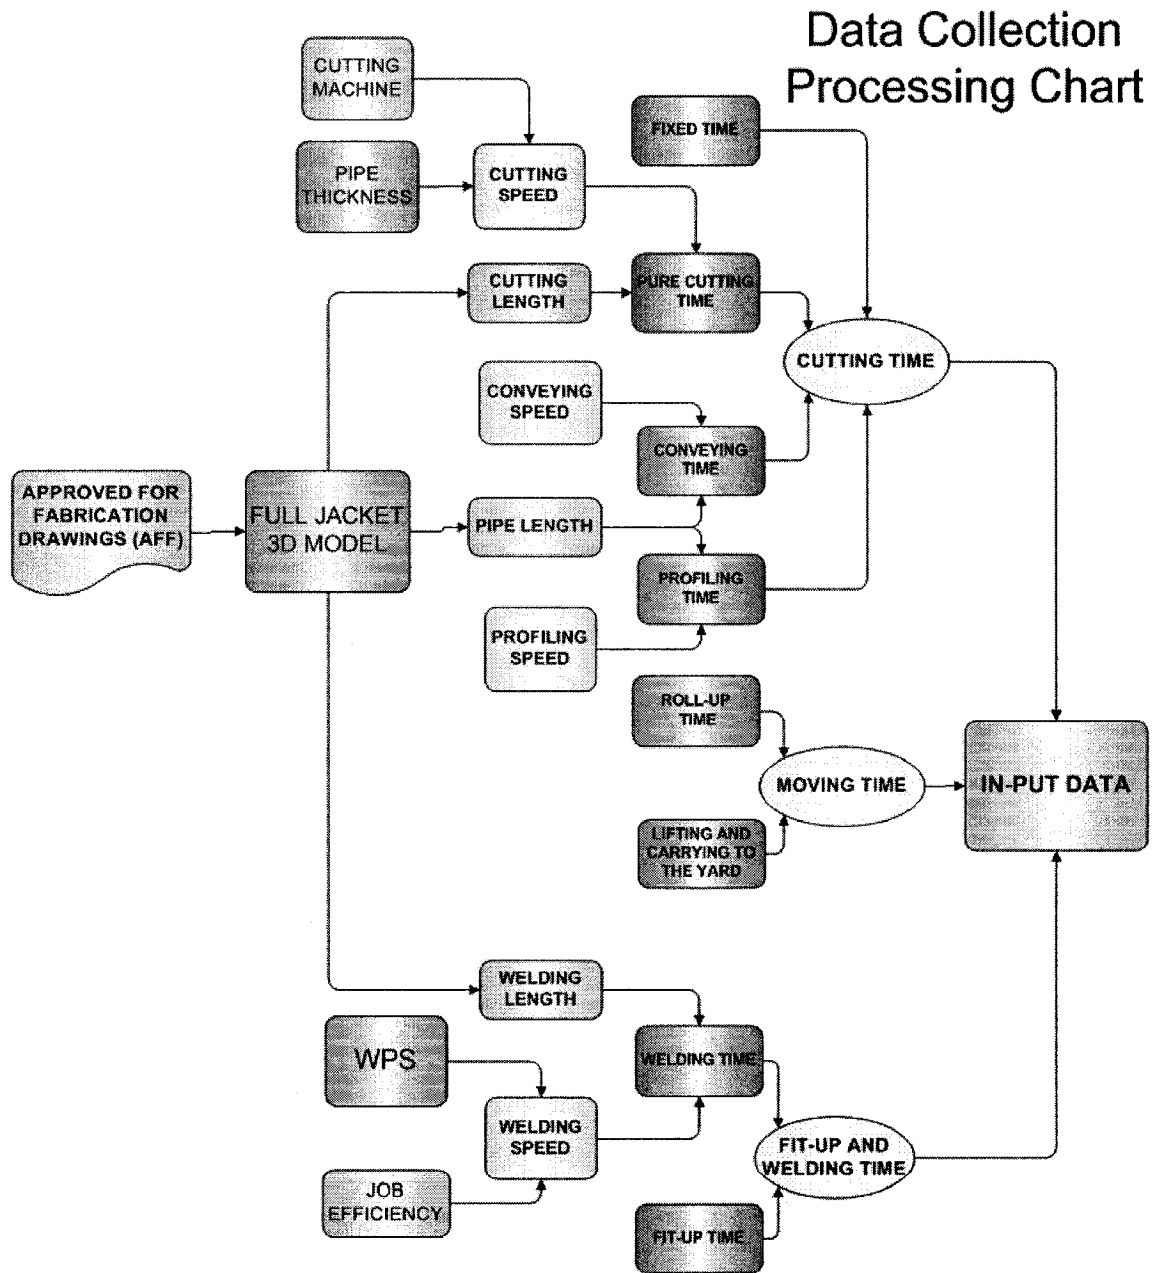 Data Collection
Processing Chart
CUTTING
MACHINE
FIXED TIME
PIPE
THICKNESS
CUTTING
SPEED
CUTTING
LENGTH
PURE CUTTING
TIME
CUTTING TIME
CONVEYING
SPEED
CONVEYING
TIME
APPROVED FOR
FABRICATION
DRAWINGS (AFF)
FULL JACKET
3D MODEL
PIPE LENGTH
PROFILING
TIME
PROFILING
SPEED
ROLL-UP
TIME
MOVING TIME
IN-PUT DATA
LIFTING AND
CARRYING TO
THE YARD
WELDING
LENGTH
WPS
WELDING TIME
WELDING
SPEED
FIT-UP AND
WELDING TIME
JOB
EFFICIENCY
FIT-UP TIME